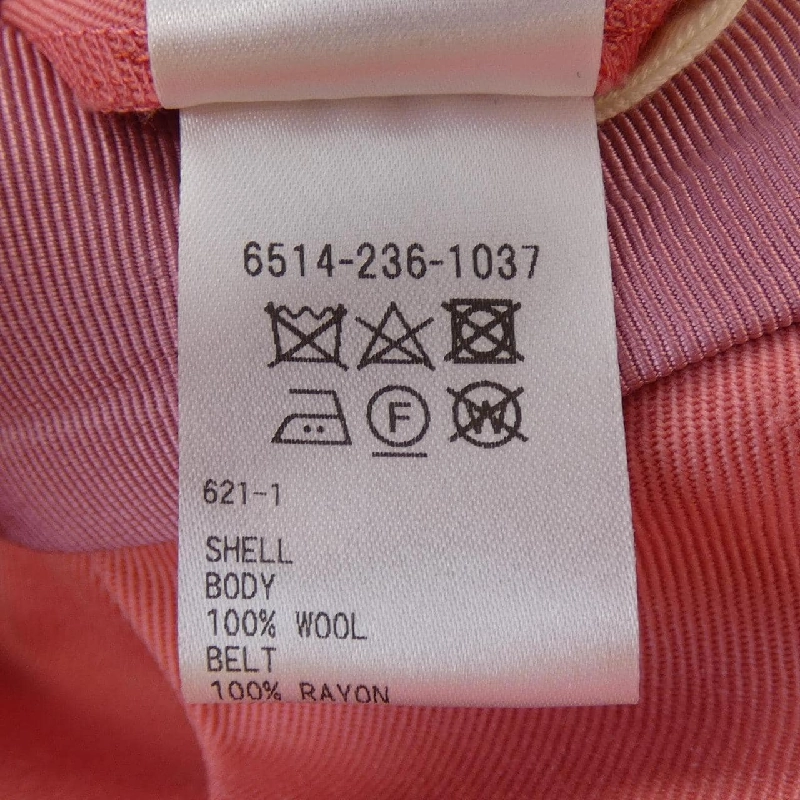 6514-236-1037
F W
621-1
SHELL
BODY
100% WOOL
BELT
100% RAYON